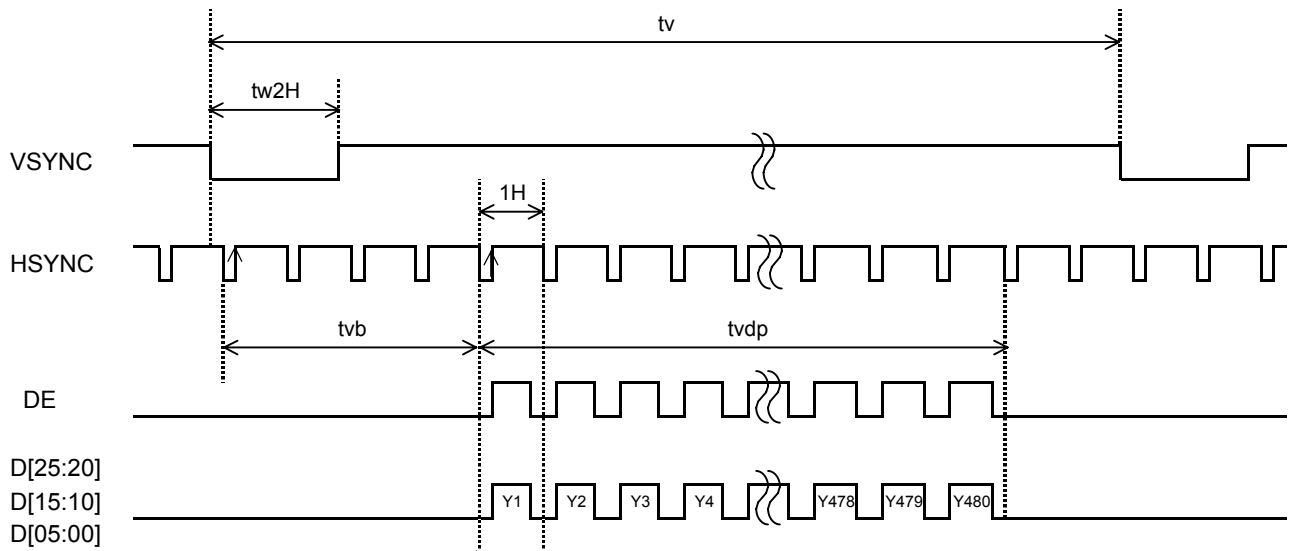 tv
tw2H
VSYNC
1H
HSYNC
tvb
tvdp
DE
D[25:20]
D[15:10]
D[05:00]
Y1 Y2 Y3 Y4 Y478 Y479 Y480